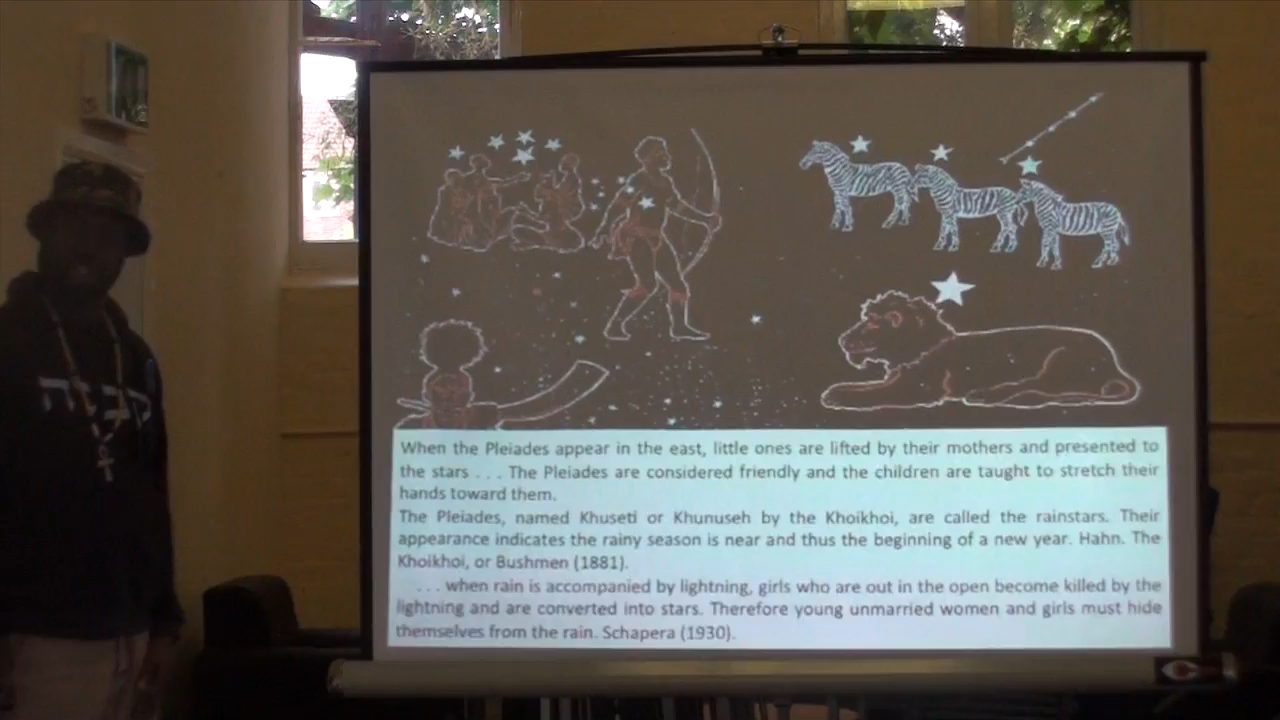 When the Pleiades appear in the east, little ones are lifted by their mothers and presented to
the stars . . . The Pleiades are considered friendly and the children are taught to stretch their
hands toward them.
The Pleiades, named Khuseti or Khunuseh by the Khoikhoi, are called the rainstars. Their
appearance indicates the rainy season is near and thus the beginning of a new year. Hahn. The
Khoikhoi, or Bushmen (1881).
. . . when rain is accompanied by lightning, girls who are out in the open become killed by the
lightning and are converted into stars. Therefore young unmarried women and girls must hide
themselves from the rain. Schapera (1930).